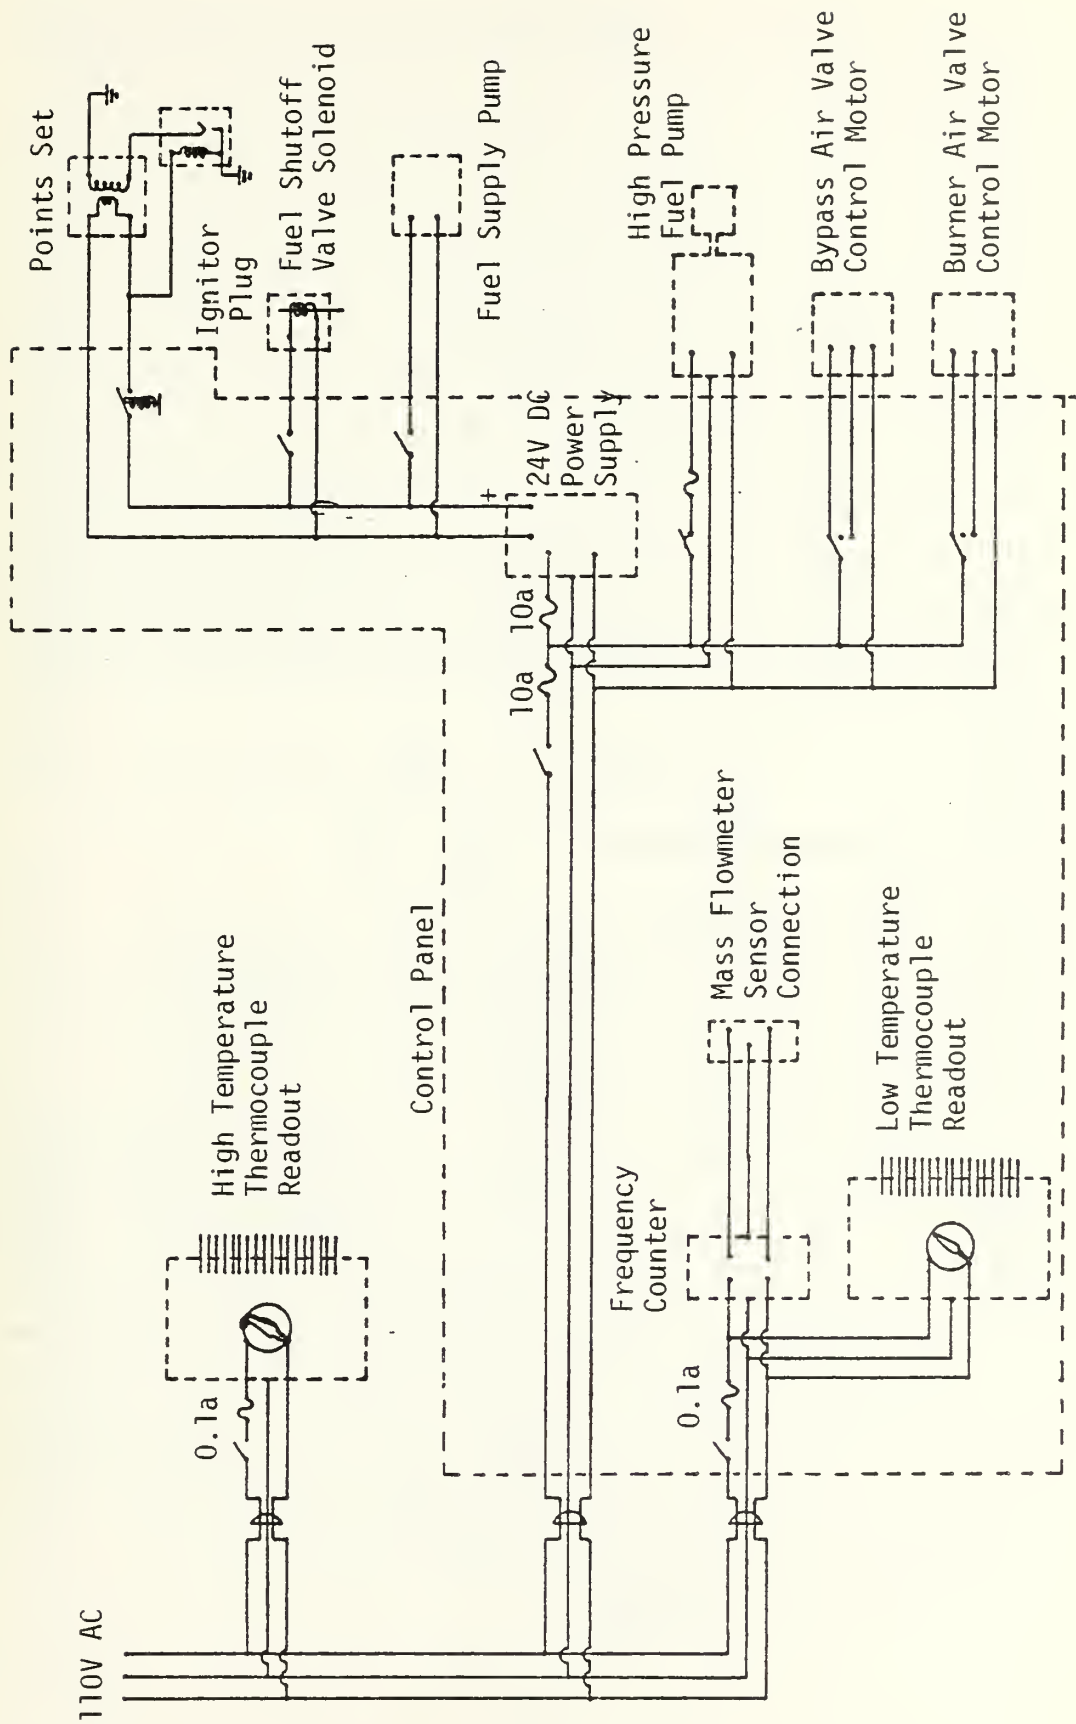 110V AC
0.1a
High Temperature
Thermocouple
Readout
Control Panel
10a
10a
24V DC
Power
Supply
+
Points Set
Ignitor
Plug
Fuel Shutoff
Valve Solenoid
Fuel Supply Pump
High Pressure
Fuel Pump
Bypass Air Valve
Control Motor
Burner Air Valve
Control Motor
Mass Flowmeter
Sensor
Connection
Frequency
Counter
0.1a
Low Temperature
Thermocouple
Readout